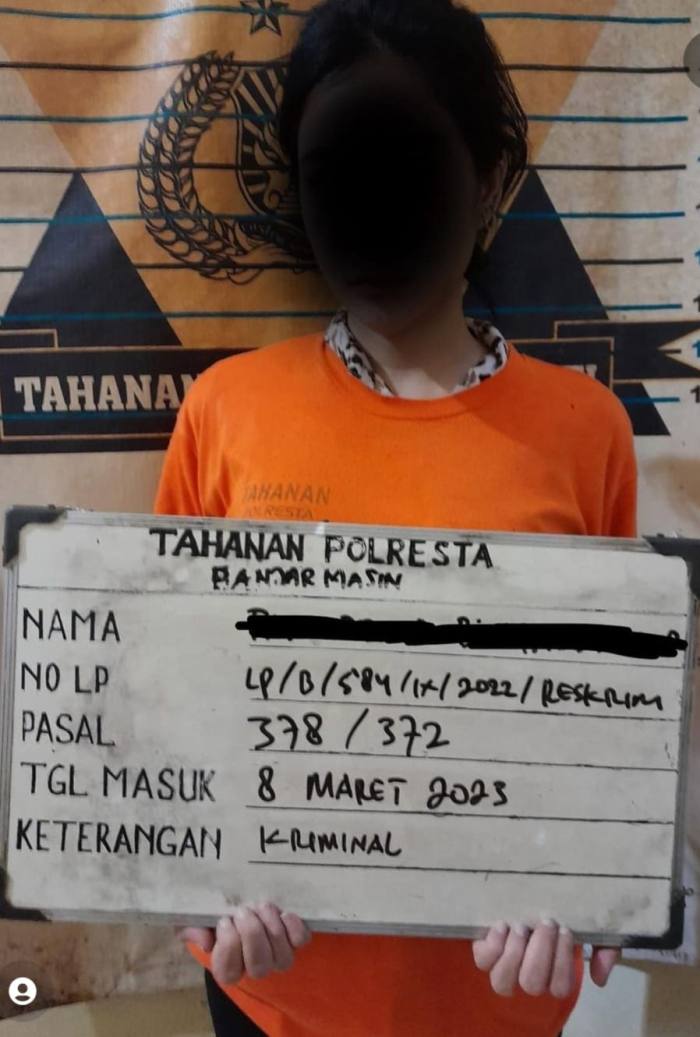 TAHANAN
TAHANAN
POLRESTA
TAHANAN POLRESTA
BANJARMASIN
NAMA
NO LP LP/B/584/IX/2022/RESKRIM
PASAL 378 / 372
TGL MASUK 8 MARET 2023
KETERANGAN KRIMINAL